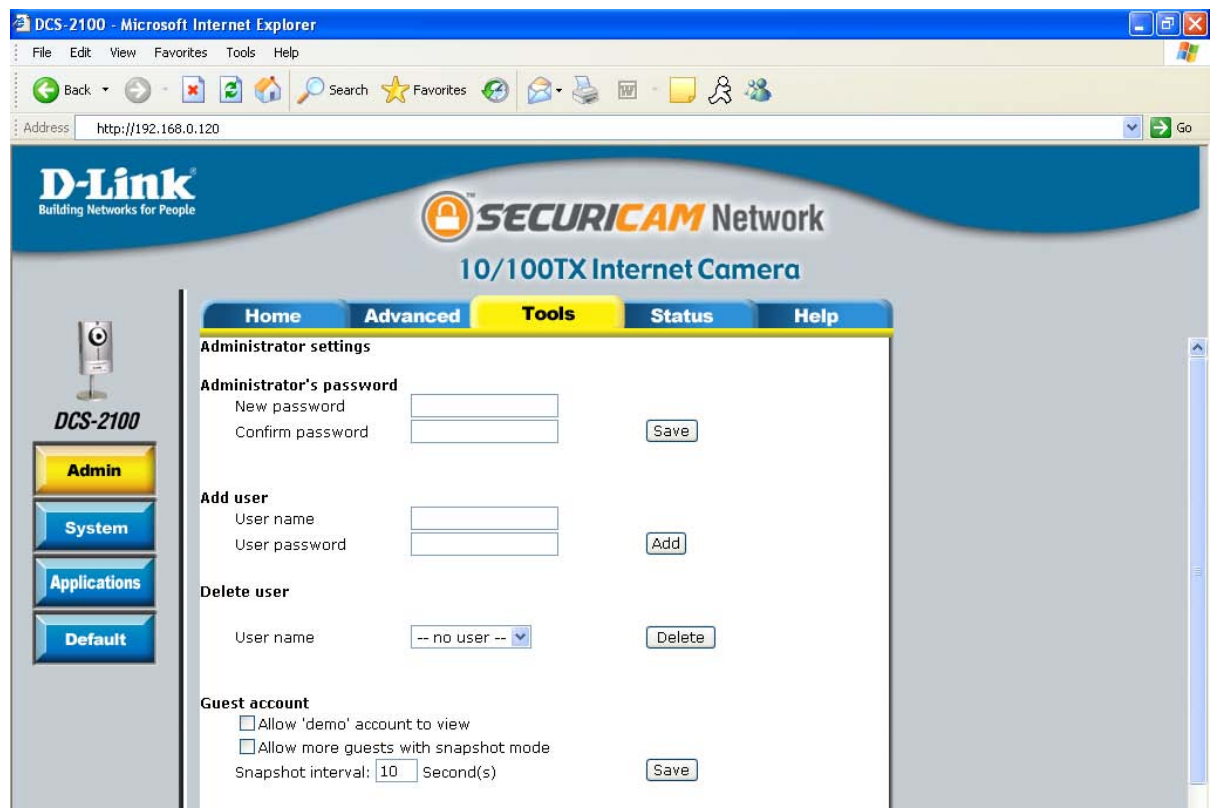 DCS-2100 - Microsoft Internet Explorer
File Edit View Favorites Tools Help
Back Search Favorites
Address http://192.168.0.120 Go
D-Link
Building Networks for People
SECURICAM Network
10/100TX Internet Camera
Home Advanced Tools Status Help
DCS-2100
Admin
System
Applications
Default
Administrator settings
Administrator's password
New password
Confirm password Save
Add user
User name
User password Add
Delete user
User name -- no user -- Delete
Guest account
Allow 'demo' account to view
Allow more guests with snapshot mode
Snapshot interval: 10 Second(s) Save